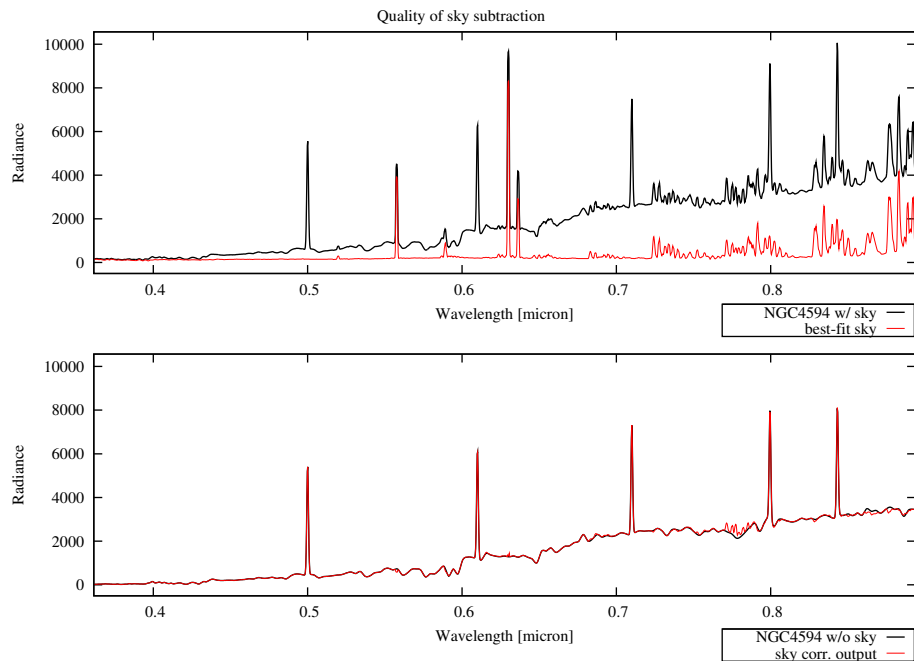 Quality of sky subtraction
10000
8000
6000
4000
2000
0
Radiance
0.4 0.5 0.6 0.7 0.8
Wavelength [micron]
NGC4594 w/ sky
best-fit sky
10000
8000
6000
4000
2000
0
Radiance
0.4 0.5 0.6 0.7 0.8
Wavelength [micron]
NGC4594 w/o sky
sky corr. output